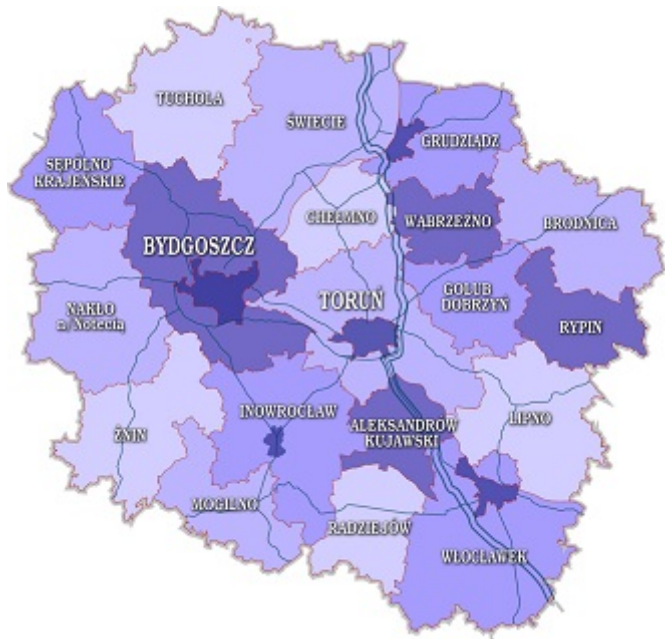 TUCHOLA
ŚWIECIE
GRUDZIĄDZ
SĘPOLNO
KRAJEŃSKIE
CHEŁMNO
WĄBRZEŹNO
BRODNICA
BYDGOSZCZ
NAKŁO
n/Notecią
TORUŃ
GOLUB
DOBRZYŃ
RYPIN
ŻNIN
INOWROCŁAW
ALEKSANDRÓW
KUJAWSKI
LIPNO
MOGILNO
RADZIEJÓW
WŁOCŁAWEK